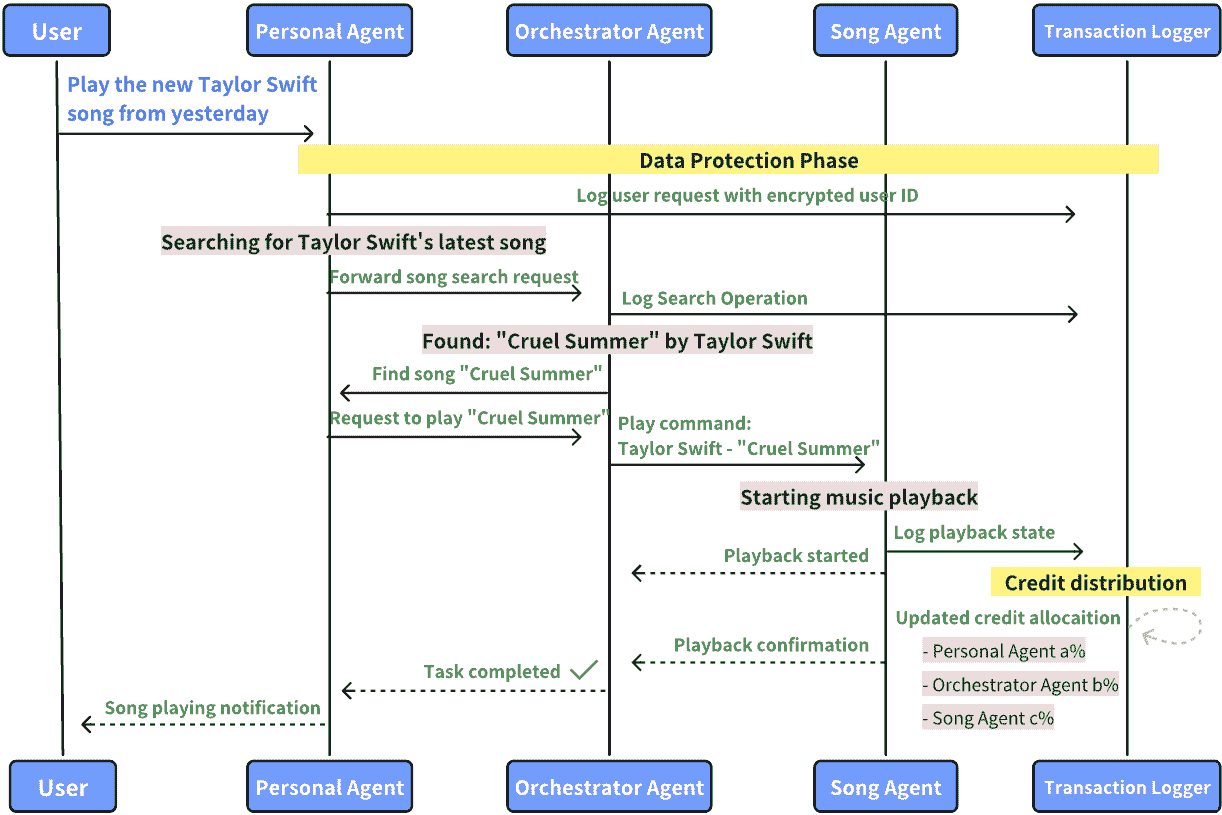 User
Personal Agent
Orchestrator Agent
Song Agent
Transaction Logger
Play the new Taylor Swift
song from yesterday
Data Protection Phase
Log user request with encrypted user ID
Searching for Taylor Swift's latest song
Forward song search request
Log Search Operation
Found: "Cruel Summer" by Taylor Swift
Find song "Cruel Summer"
Request to play "Cruel Summer"
Play command:
Taylor Swift - "Cruel Summer"
Starting music playback
Log playback state
Playback started
Credit distribution
Updated credit allocaition
Playback confirmation
- Personal Agent a%
Task completed
- Orchestrator Agent b%
Song playing notification
- Song Agent c%
User
Personal Agent
Orchestrator Agent
Song Agent
Transaction Logger